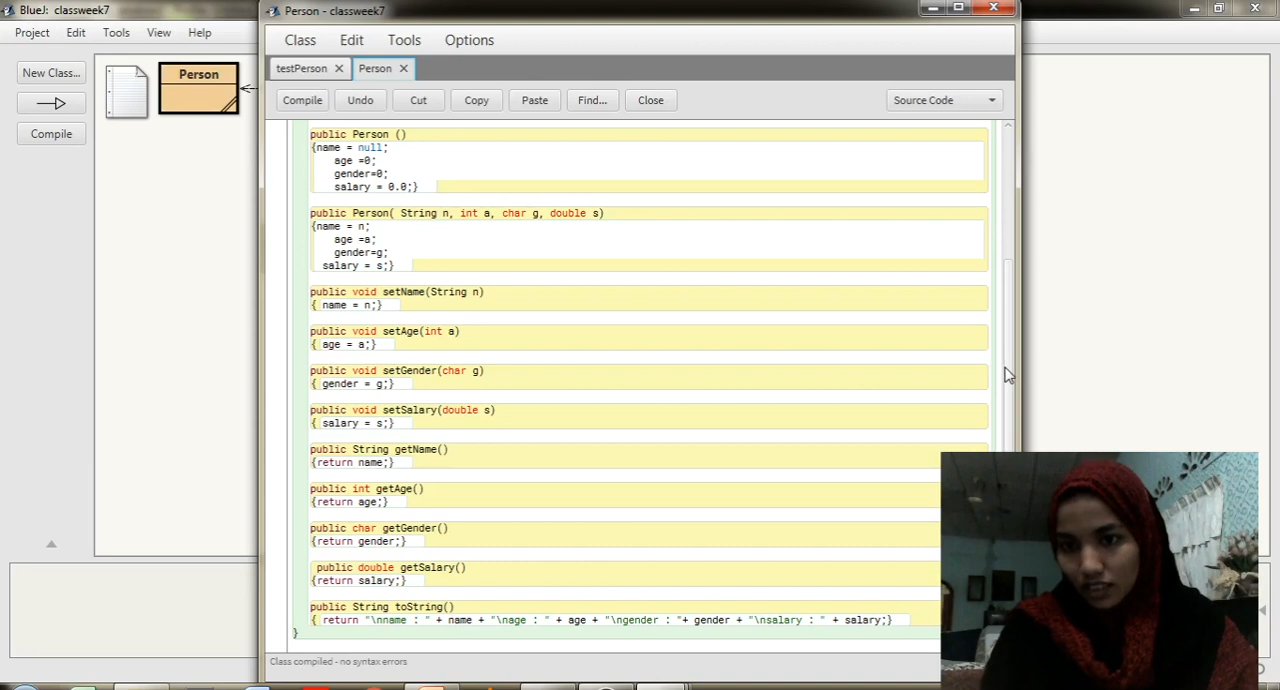 BlueJ: classweek7
Person - classweek7
Project Edit Tools View Help
Class Edit Tools Options
New Class...
Compile
Person
testPerson Person
Compile Undo Cut Copy Paste Find... Close Source Code
public Person ()
{name = null;
age =0;
gender=0;
salary = 0.0;}
public Person( String n, int a, char g, double s)
{name = n;
age =a;
gender=g;
salary = s;}
public void setName(String n)
{ name = n;}
public void setAge(int a)
{ age = a;}
public void setGender(char g)
{ gender = g;}
public void setSalary(double s)
{ salary = s;}
public String getName()
{return name;}
public int getAge()
{return age;}
public char getGender()
{return gender;}
public double getSalary()
{return salary;}
public String toString()
{ return "\nname : " + name + "\nage : " + age + "\ngender : "+ gender + "\nsalary : " + salary;}
}
Class compiled - no syntax errors